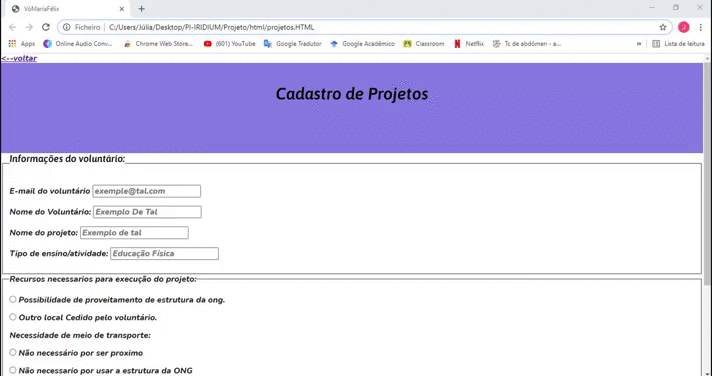 VóMariaFélix
Ficheiro | C:/Users/Júlia/Desktop/PI-IRIDIUM/Projeto/html/projetos.HTML
J
Apps Online Audio Conv... Chrome Web Store... (601) YouTube Google Tradutor Google Acadêmico Classroom Netflix Tc de abdômen - a... » Lista de leitura
<--voltar
Cadastro de Projetos
Informações do voluntário:
E-mail do voluntário exemple@tal.com
Nome do Voluntário: Exemplo De Tal
Nome do projeto: Exemplo de tal
Tipo de ensino/atividade: Educação Física
Recursos necessarios para execução do projeto:
Possibilidade de proveitamento de estrutura da ong.
Outro local Cedido pelo voluntário.
Necessidade de meio de transporte:
Não necessário por ser proximo
Não necessario por usar a estrutura da ONG